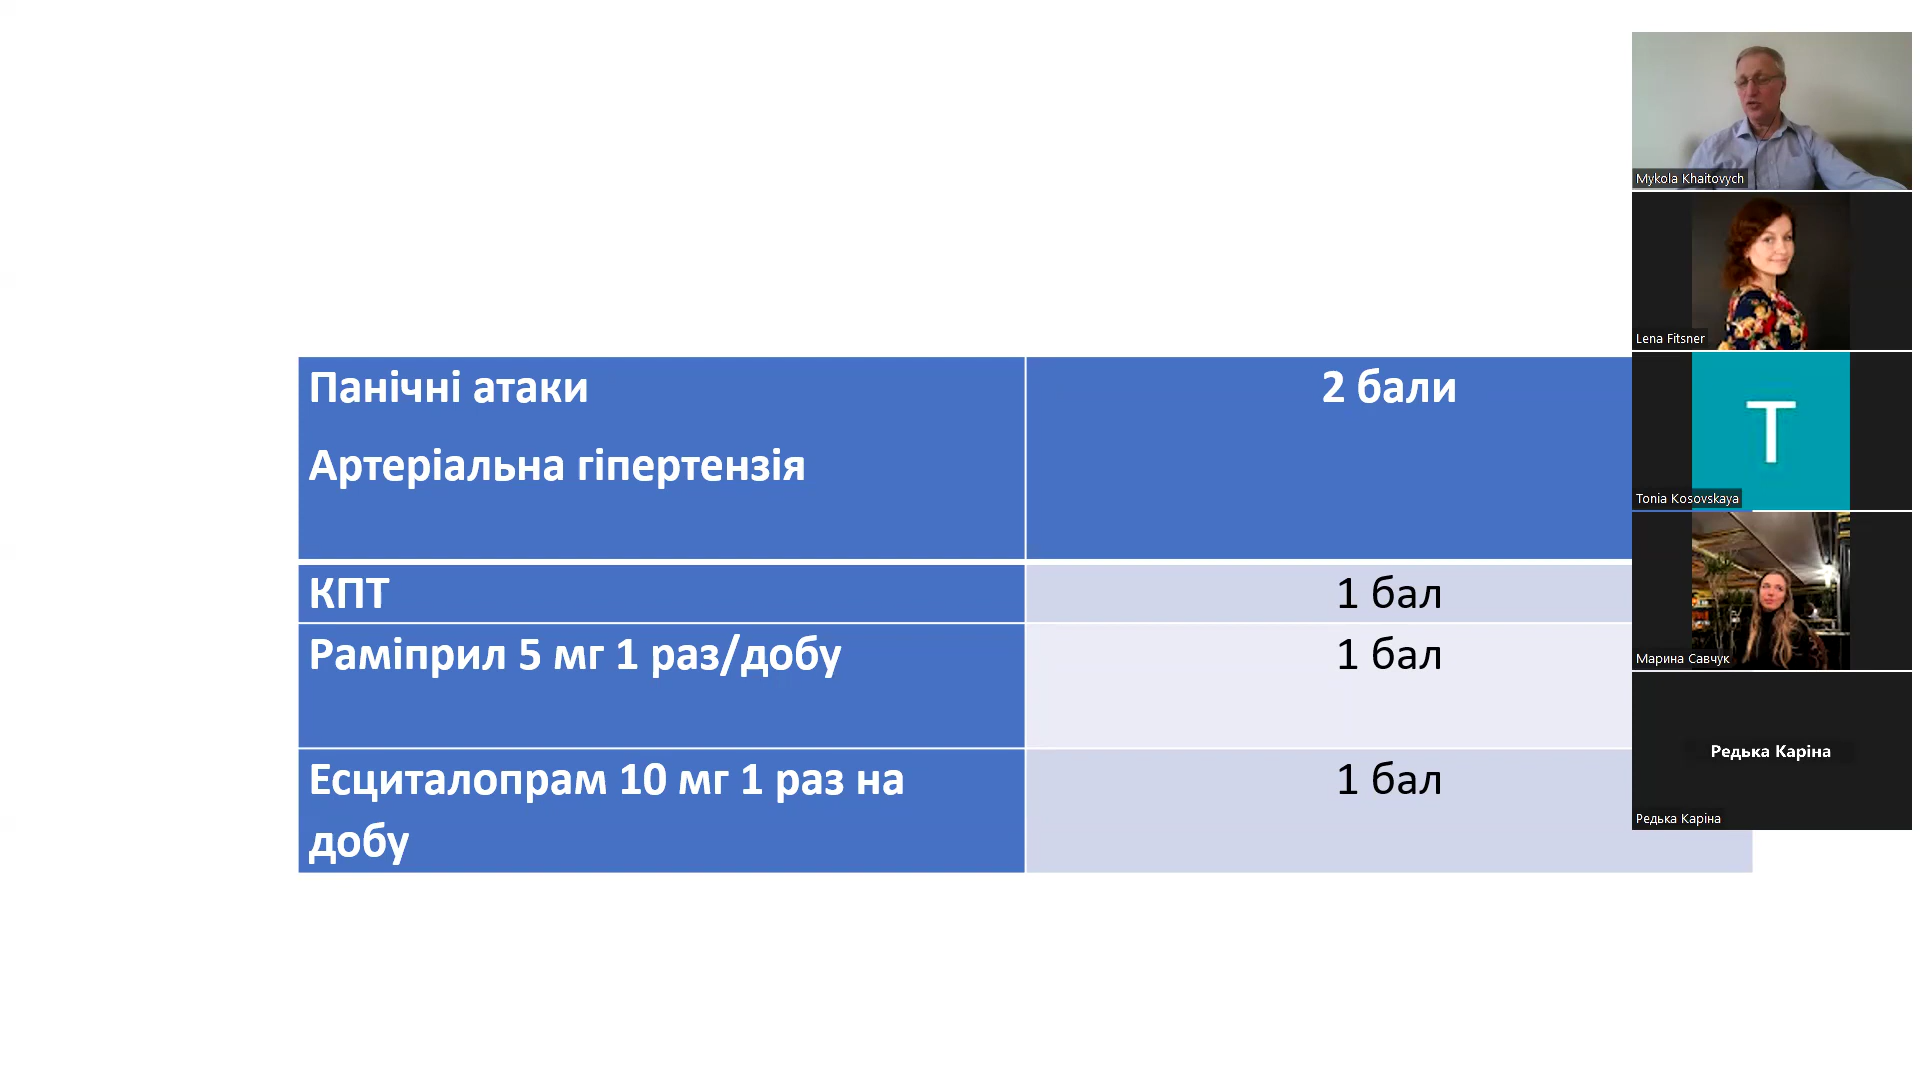 Панічні атаки
2 бали
Артеріальна гіпертензія
КПТ
1 бал
Раміприл 5 мг 1 раз/добу
1 бал
Есциталопрам 10 мг 1 раз на
добу
1 бал
Mykola Khaitovych
Lena Fitsner
T
Tonia Kosovskaya
Марина Савчук
Редька Каріна
Редька Каріна